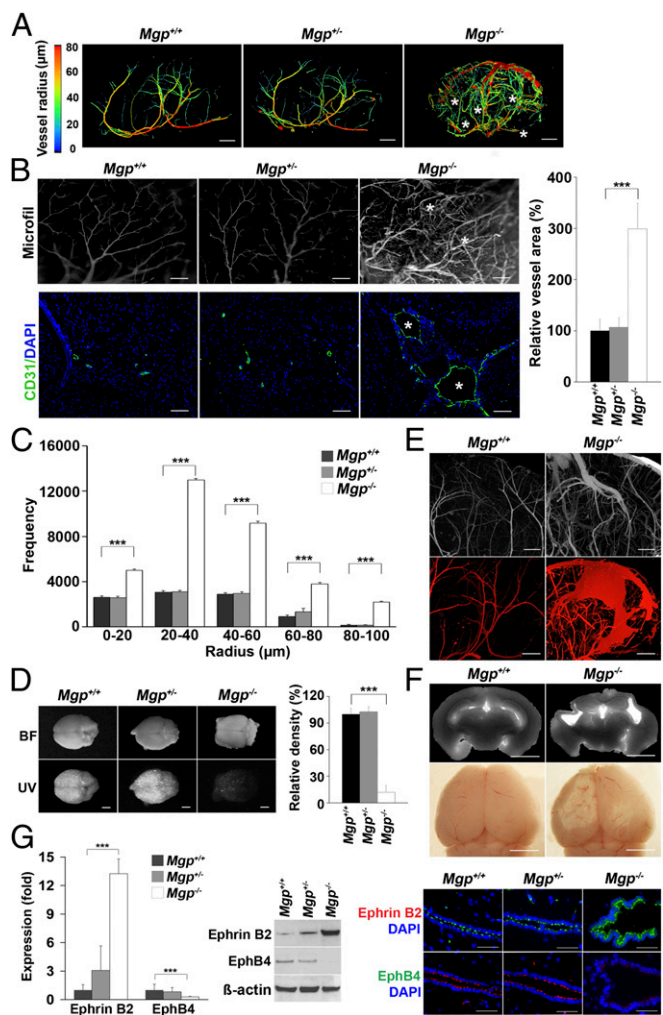 A
Vessel radius (µm)
80
60
40
20
0
Mgp+/+
Mgp+/-
Mgp-/-
*
*
*
*
*
B
Mgp+/+
Mgp+/-
Mgp-/-
Microfil
*
*
CD31/DAPI
*
*
Relative vessel area (%)
400
300
200
100
0
***
Mgp+/+
Mgp+/-
Mgp-/-
C
Frequency
16000
12000
8000
4000
0
***
***
***
***
***
Mgp+/+
Mgp+/-
Mgp-/-
0-20
20-40
40-60
60-80
80-100
Radius (µm)
D
Mgp+/+
Mgp+/-
Mgp-/-
BF
UV
Relative density (%)
120
90
60
30
0
***
Mgp+/+
Mgp+/-
Mgp-/-
E
Mgp+/+
Mgp-/-
F
Mgp+/+
Mgp-/-
G
Expression (fold)
15
12
9
6
3
0
***
***
Mgp+/+
Mgp+/-
Mgp-/-
Ephrin B2
EphB4
Mgp+/+
Mgp+/-
Mgp-/-
Ephrin B2
EphB4
ß-actin
Mgp+/+
Mgp+/-
Mgp-/-
Ephrin B2
DAPI
EphB4
DAPI